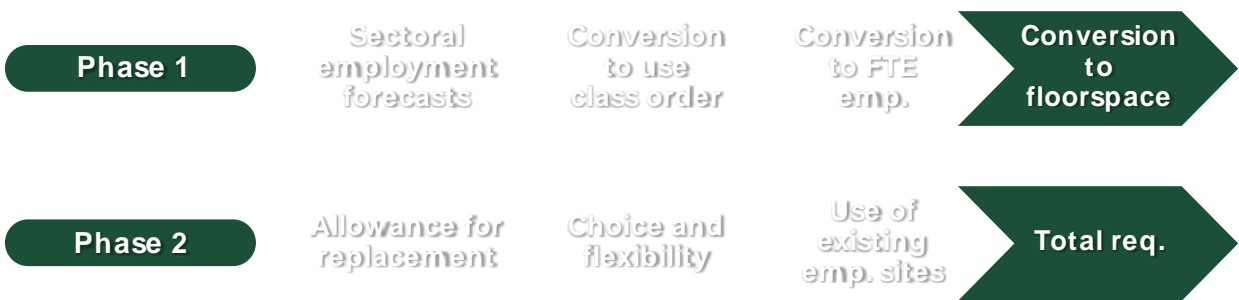 Phase 1
Sectoral
employment
forecasts
Conversion
to use
class order
Conversion
to FTE
emp.
Conversion
to
floorspace
Phase 2
Allowance for
replacement
Choice and
flexibility
Use of
existing
emp. sites
Total req.